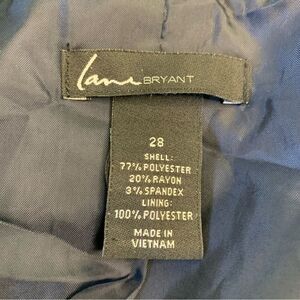 Lane BRYANT
28
SHELL:
77% POLYESTER
20% RAYON
3% SPANDEX
LINING:
100% POLYESTER
MADE IN
VIETNAM